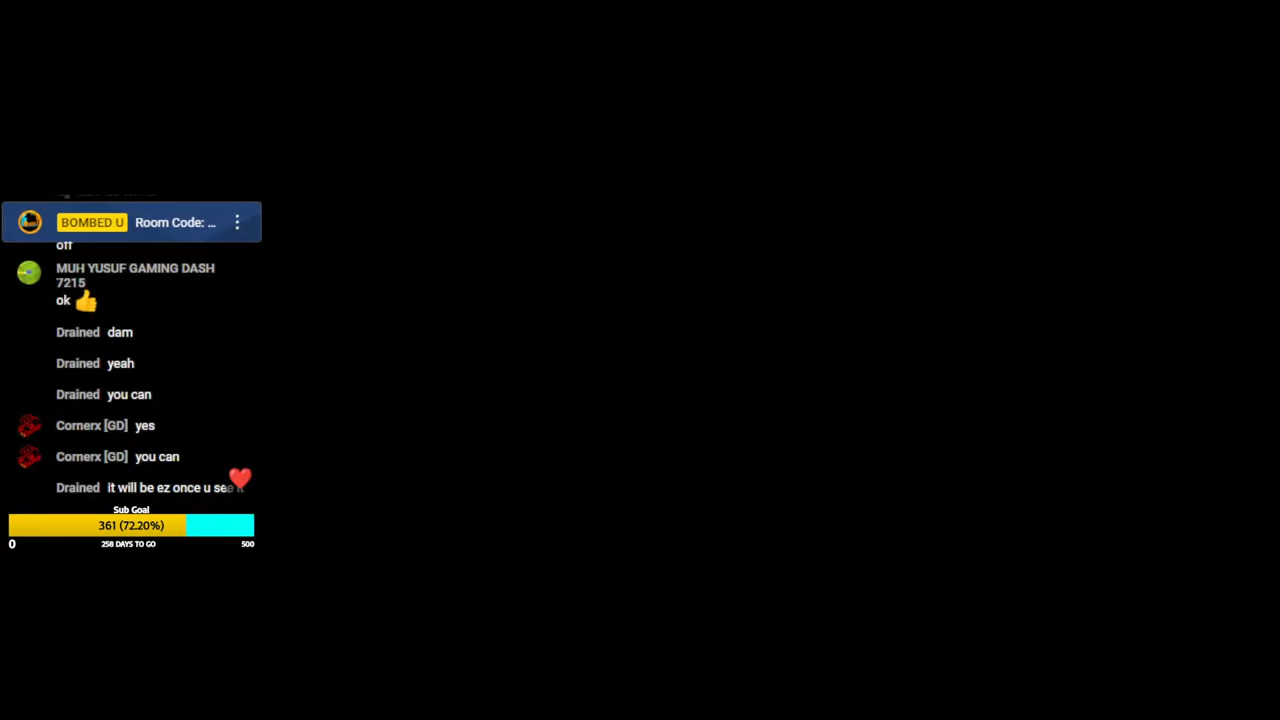 BOMBED U Room Code: ...
off
MUH YUSUF GAMING DASH
7215
ok 👍
Drained dam
Drained yeah
Drained you can
Cornerx [GD] yes
Cornerx [GD] you can
Drained it will be ez once u see it
Sub Goal
361 (72.20%)
0 258 DAYS TO GO 500